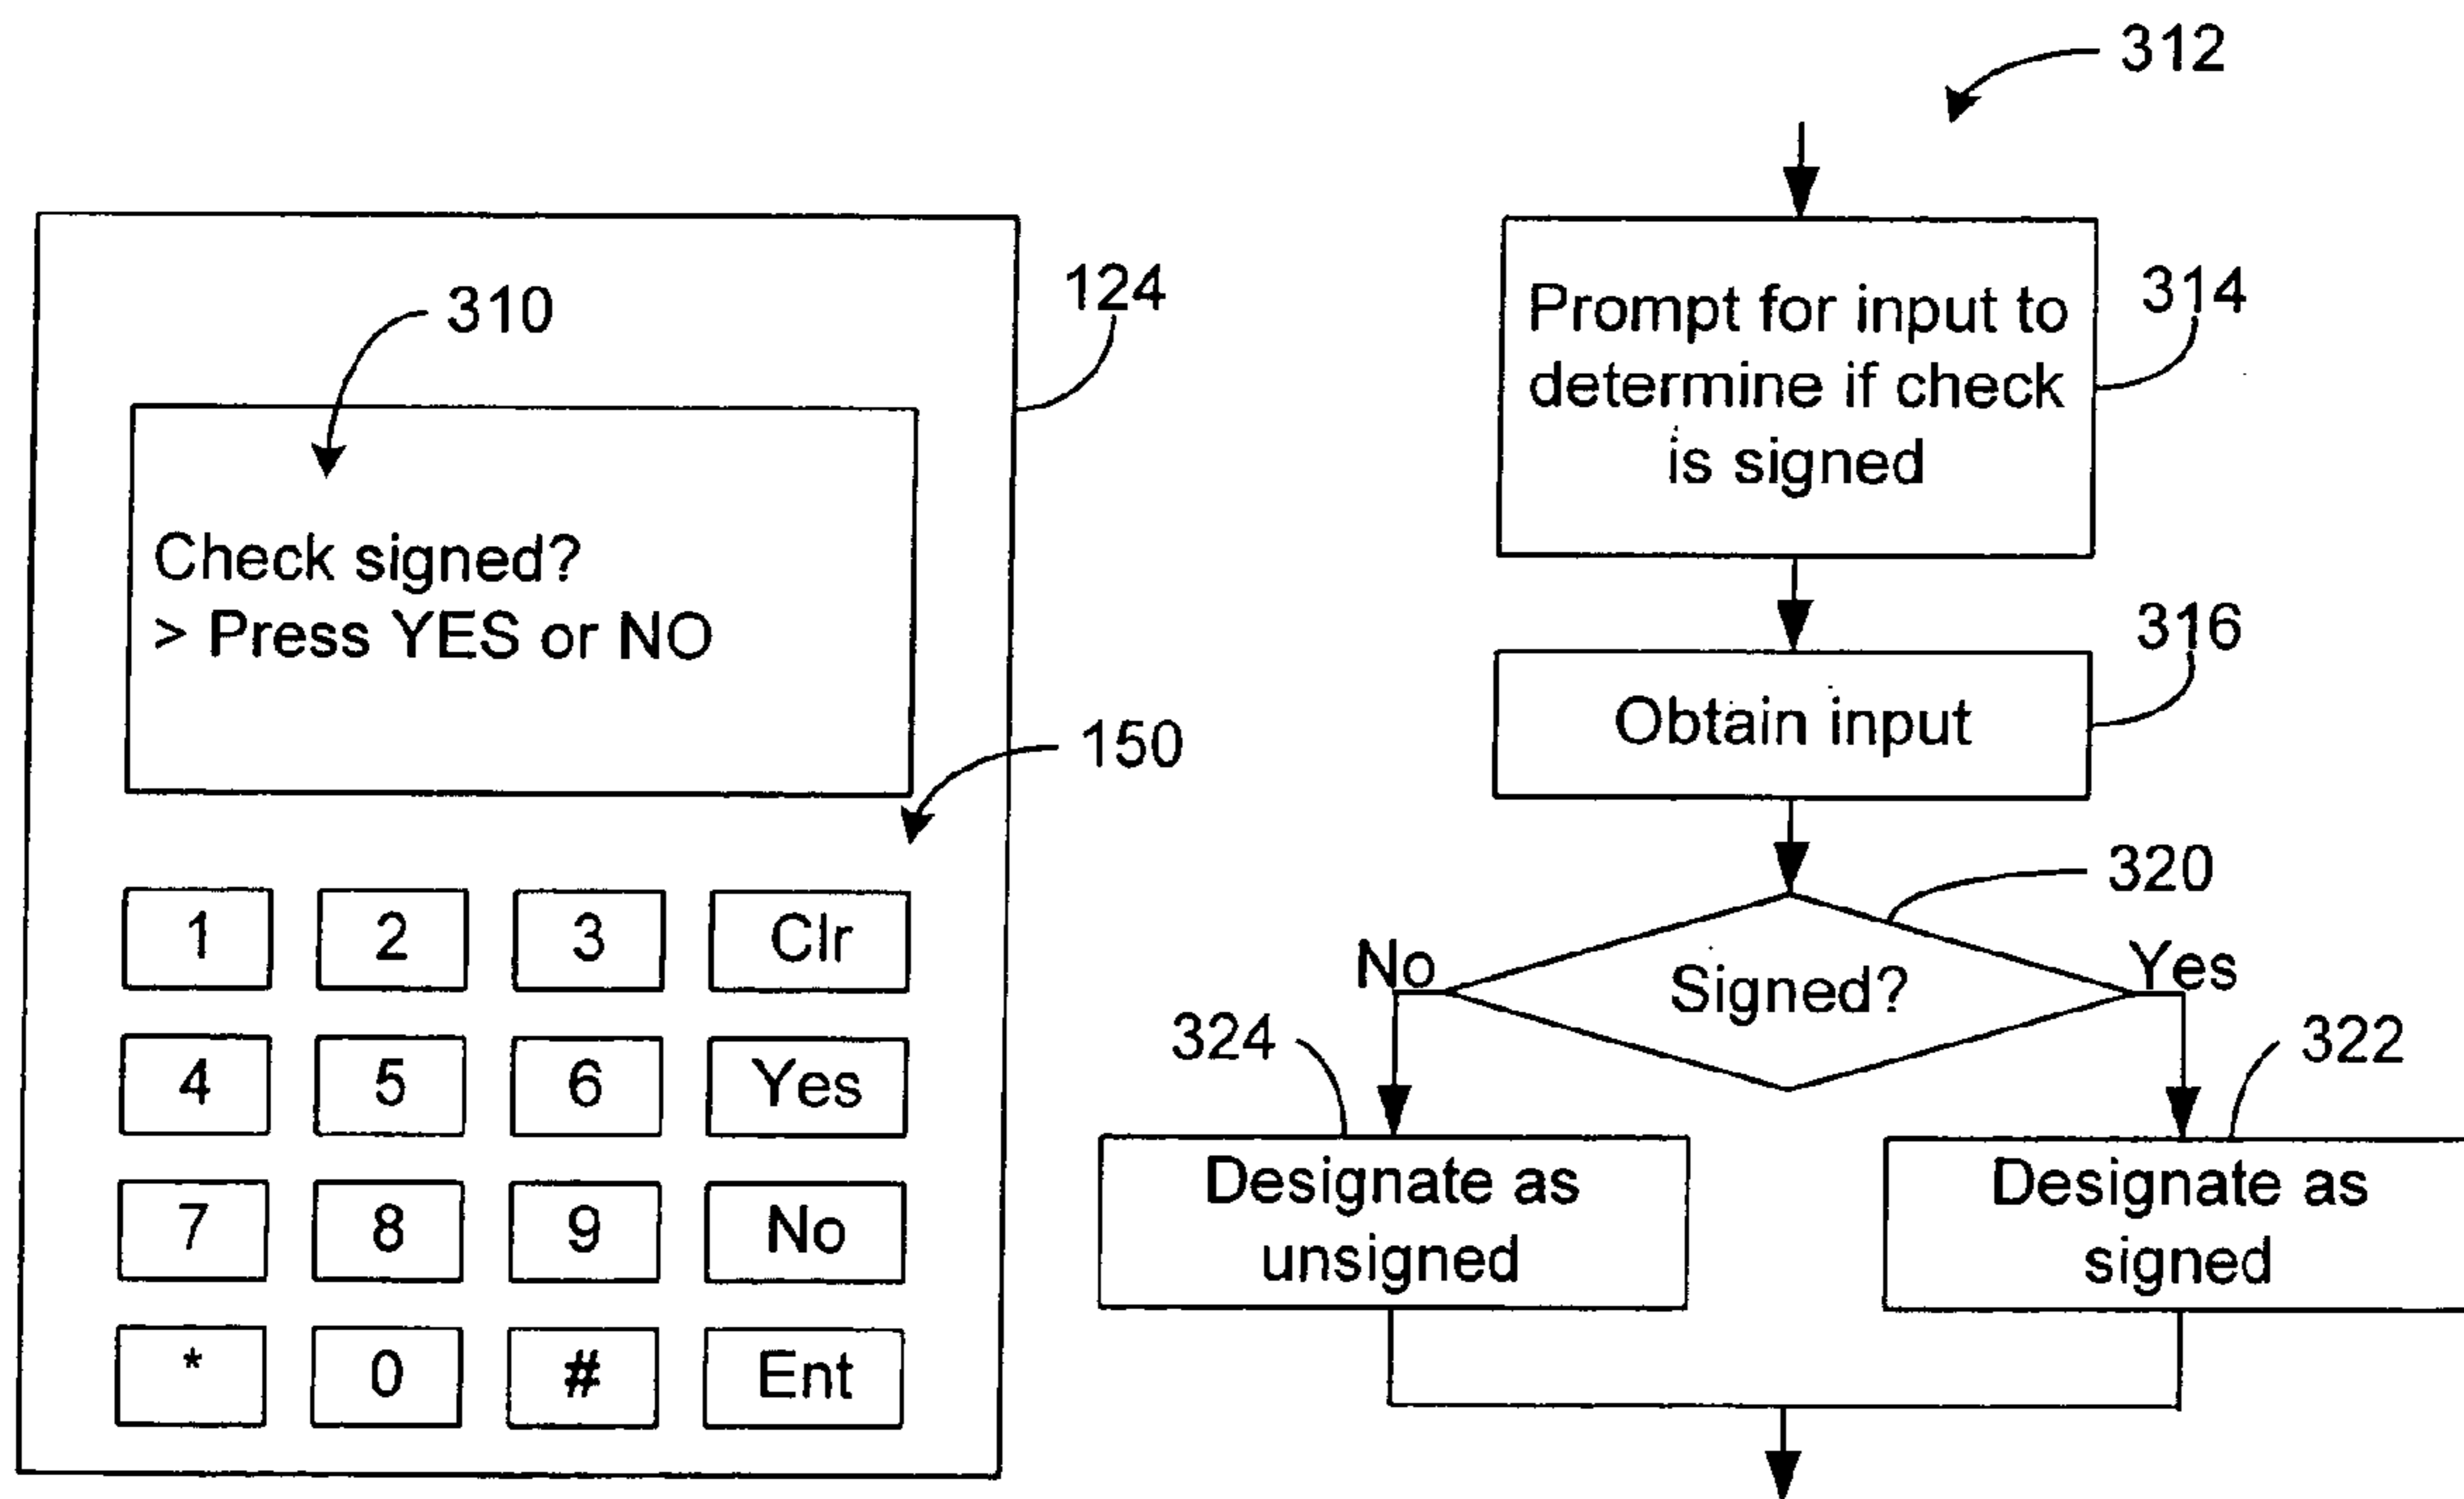 310
124
Check signed?
> Press YES or NO
150
1 2 3 Clr
4 5 6 Yes
7 8 9 No
* 0 # Ent
312
Prompt for input to
determine if check
is signed
314
Obtain input
316
Signed?
320
No
Yes
324
Designate as
unsigned
322
Designate as
signed